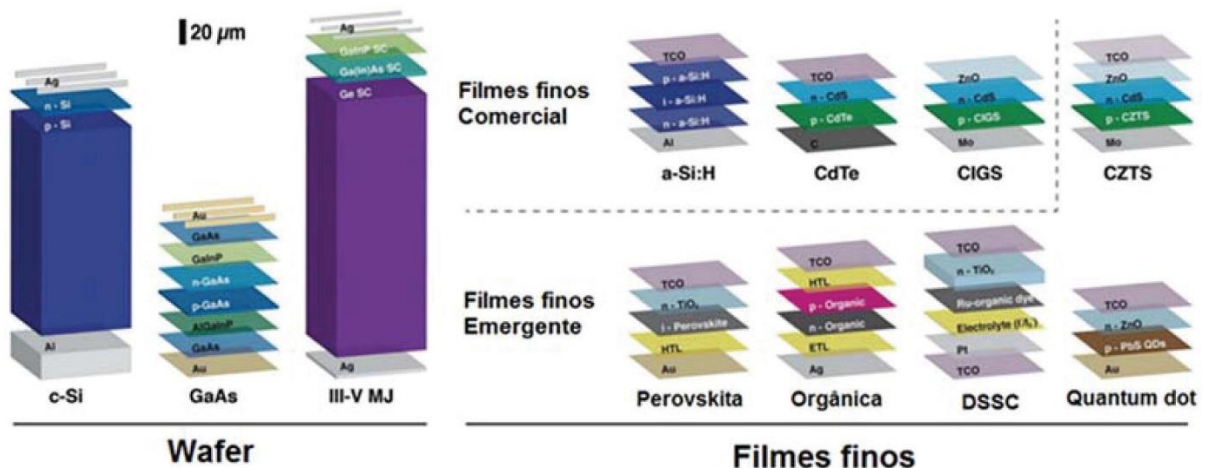 20 µm
Ag
n - Si
p - Si
Al
c-Si
Au
GaAs
GaInP
n-GaAs
p-GaAs
AlGaInP
GaAs
Au
GaAs
Ag
GaInP SC
Ga(In)As SC
Ge SC
Ag
III-V MJ
Wafer
Filmes finos
Comercial
TCO
p - a-Si:H
i - a-Si:H
n - a-Si:H
Al
a-Si:H
TCO
n - CdS
p - CdTe
C
CdTe
ZnO
n - CdS
p - CIGS
Mo
CIGS
TCO
ZnO
n - CdS
p - CZTS
Mo
CZTS
Filmes finos
Emergente
TCO
n - TiO₂
i - Perovskite
HTL
Au
Perovskita
TCO
HTL
p - Organic
n - Organic
ETL
Ag
Orgânica
TCO
n - TiO₂
Ru-organic dye
Electrolyte
Pt
TCO
DSSC
TCO
n - ZnO
p - PbS QDs
Au
Quantum dot
Filmes finos